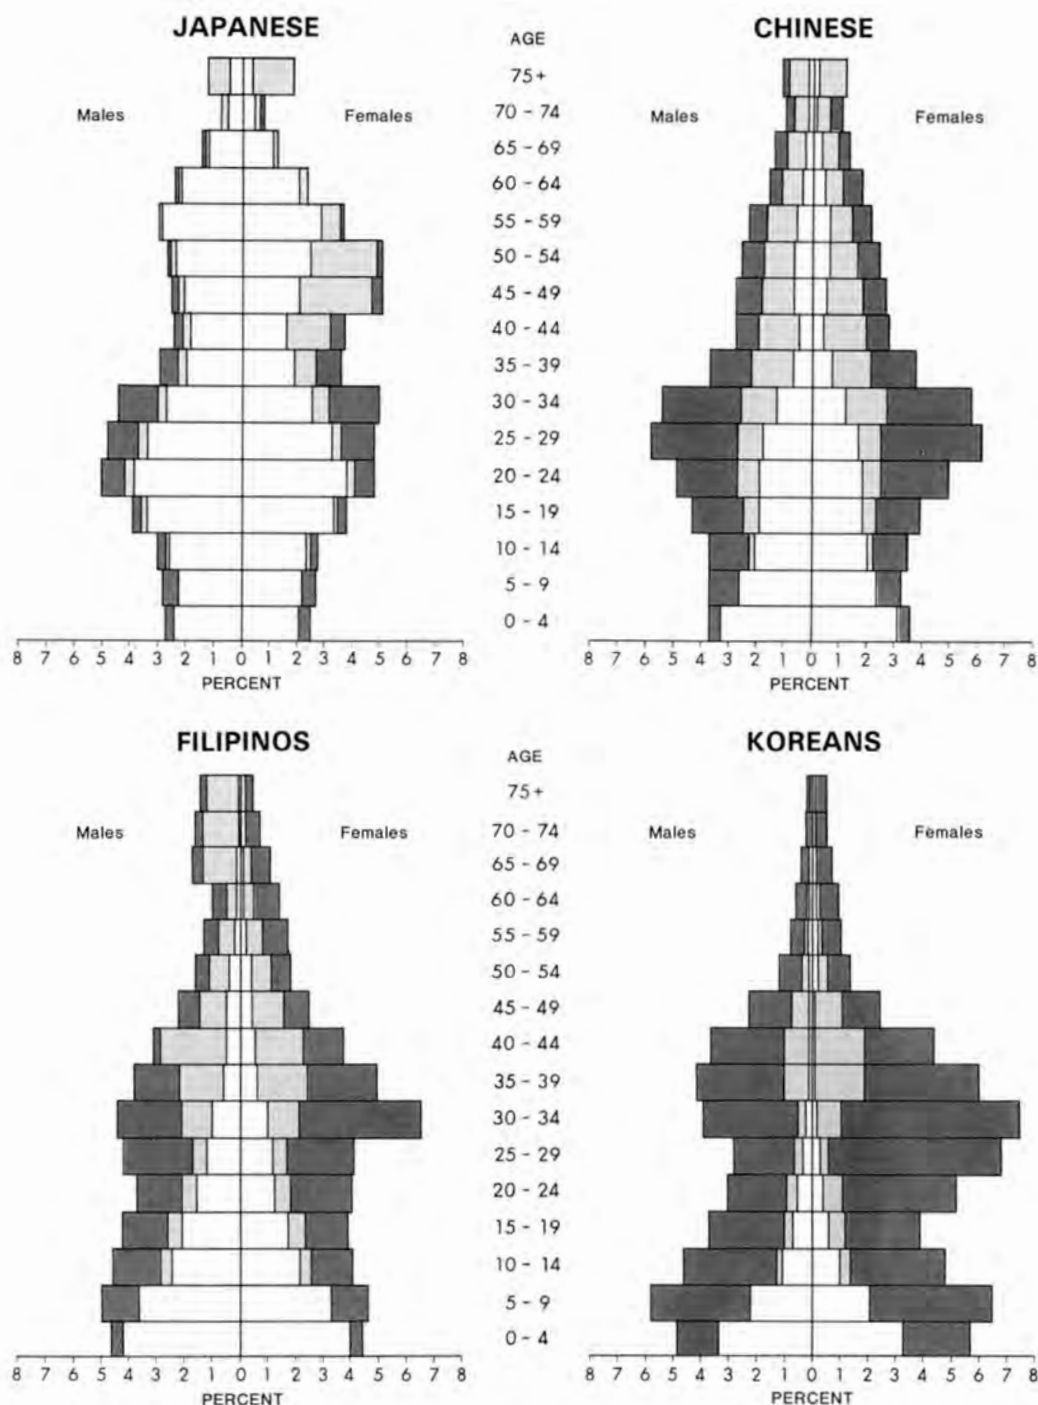 JAPANESE
AGE
CHINESE
75+
Males
Females
70 - 74
Males
Females
65 - 69
60 - 64
55 - 59
50 - 54
45 - 49
40 - 44
35 - 39
30 - 34
25 - 29
20 - 24
15 - 19
10 - 14
5 - 9
0 - 4
8 7 6 5 4 3 2 1 0 1 2 3 4 5 6 7 8
8 7 6 5 4 3 2 1 0 1 2 3 4 5 6 7 8
PERCENT
PERCENT
FILIPINOS
AGE
KOREANS
75+
Males
Females
70 - 74
Males
Females
65 - 69
60 - 64
55 - 59
50 - 54
45 - 49
40 - 44
35 - 39
30 - 34
25 - 29
20 - 24
15 - 19
10 - 14
5 - 9
0 - 4
8 7 6 5 4 3 2 1 0 1 2 3 4 5 6 7 8
8 7 6 5 4 3 2 1 0 1 2 3 4 5 6 7 8
PERCENT
PERCENT